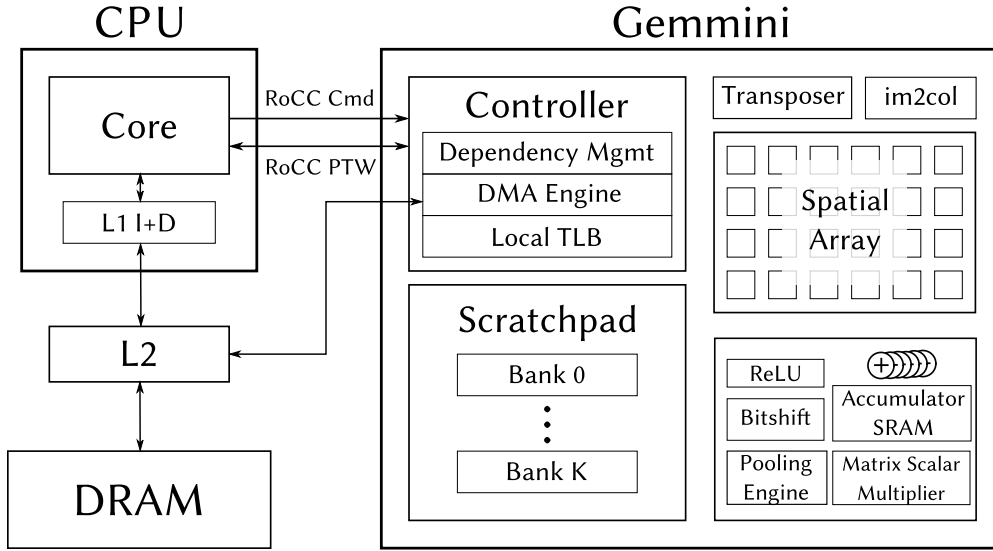 CPU
Gemmini
Core
L1 I+D
L2
DRAM
RoCC Cmd
RoCC PTW
Controller
Dependency Mgmt
DMA Engine
Local TLB
Scratchpad
Bank 0
Bank K
Transposer
im2col
Spatial
Array
ReLU
Bitshift
Pooling
Engine
+
Accumulator
SRAM
Matrix Scalar
Multiplier